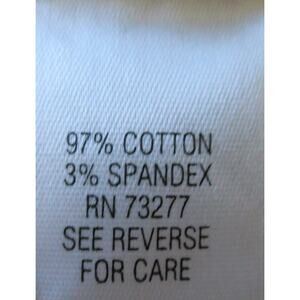 97% COTTON
3% SPANDEX
RN 73277
SEE REVERSE
FOR CARE